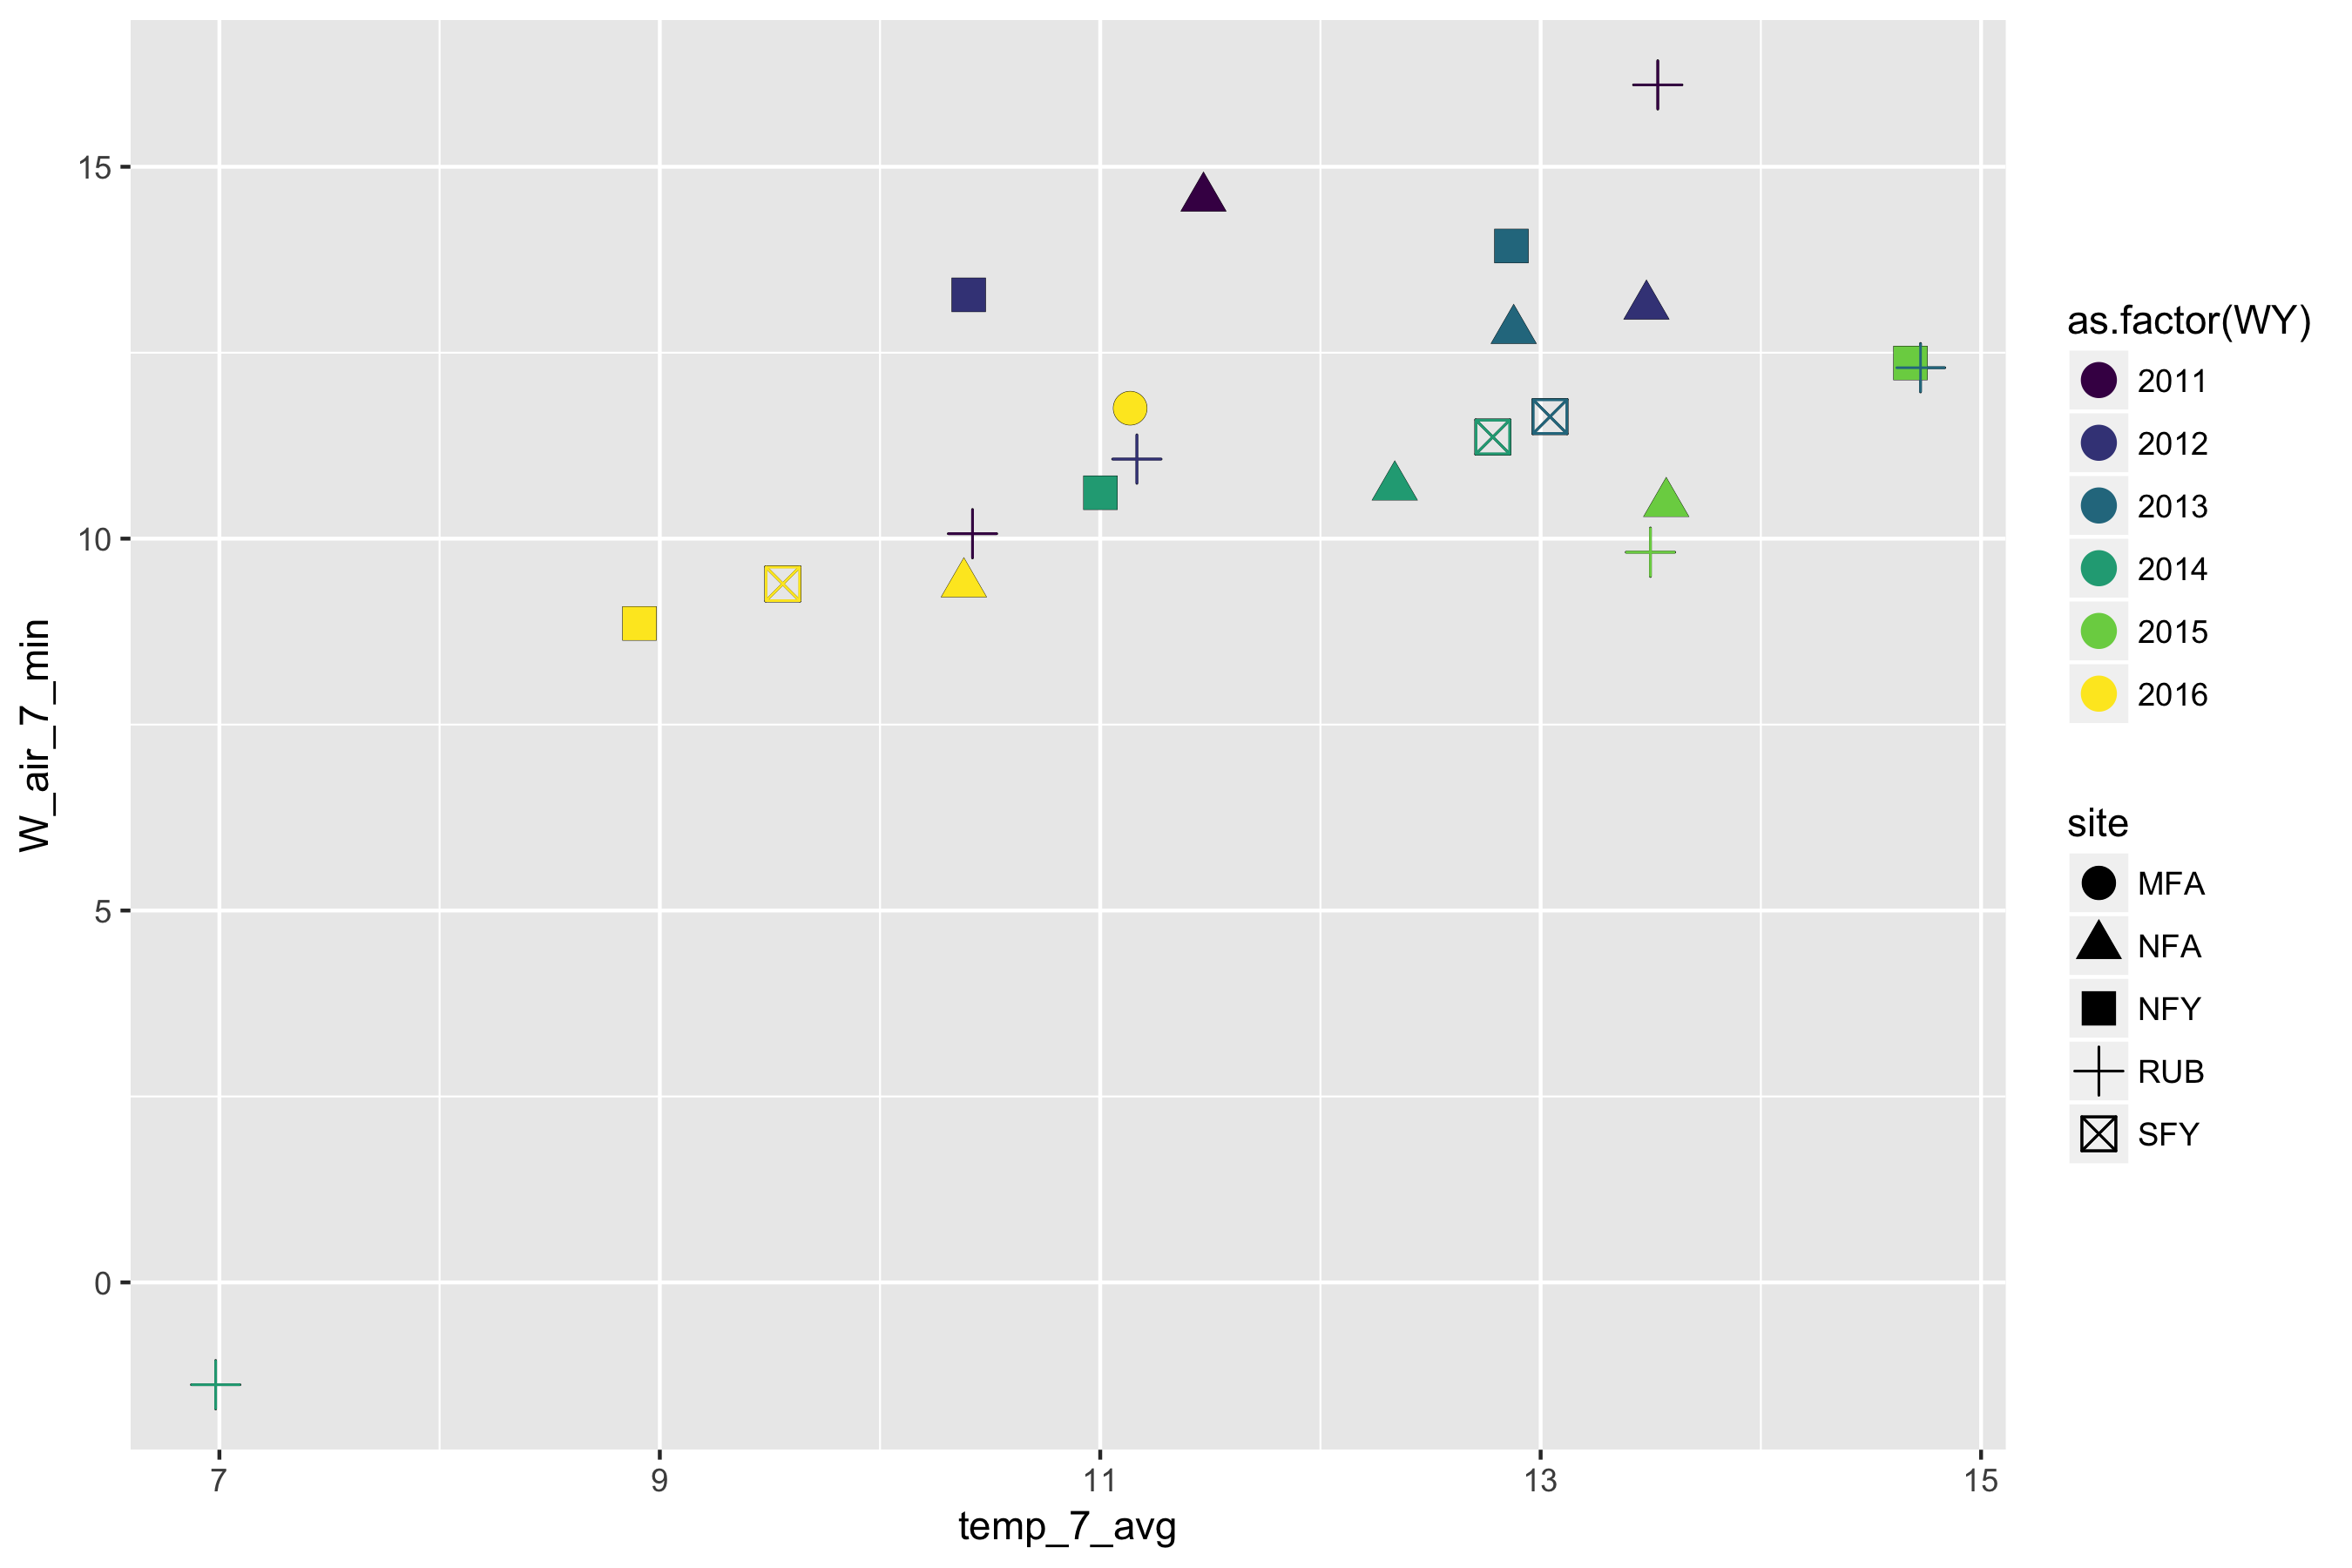 W_air_7_min
15
10
5
0
7 9 11 13 15
temp_7_avg
as.factor(WY)
2011
2012
2013
2014
2015
2016
site
MFA
NFA
NFY
RUB
SFY